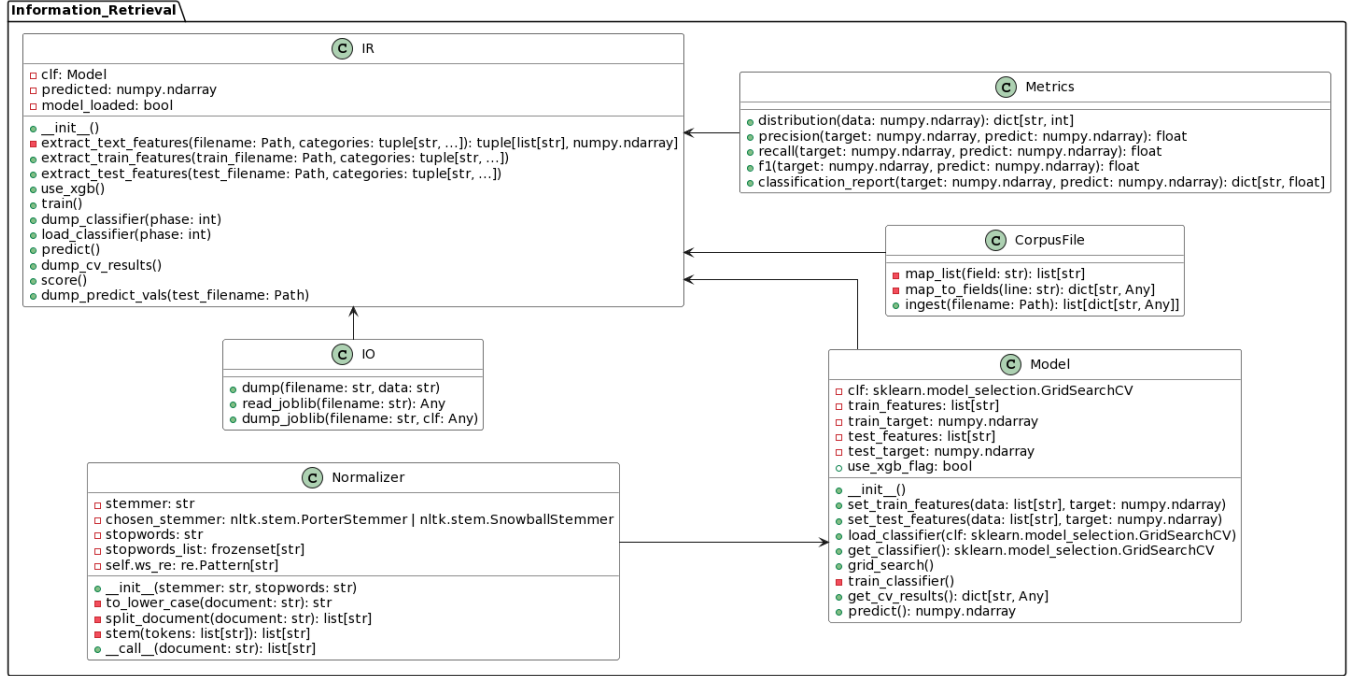 Information_Retrieval
C IR
clf: Model
predicted: numpy.ndarray
model_loaded: bool
__init__()
extract_text_features(filename: Path, categories: tuple[str, ...]): tuple[list[str], numpy.ndarray]
extract_train_features(train_filename: Path, categories: tuple[str, ...])
extract_test_features(test_filename: Path, categories: tuple[str, ...])
use_xgb()
train()
dump_classifier(phase: int)
load_classifier(phase: int)
predict()
dump_cv_results()
score()
dump_predict_vals(test_filename: Path)
C Metrics
distribution(data: numpy.ndarray): dict[str, int]
precision(target: numpy.ndarray, predict: numpy.ndarray): float
recall(target: numpy.ndarray, predict: numpy.ndarray): float
f1(target: numpy.ndarray, predict: numpy.ndarray): float
classification_report(target: numpy.ndarray, predict: numpy.ndarray): dict[str, float]
C CorpusFile
map_list(field: str): list[str]
map_to_fields(line: str): dict[str, Any]
ingest(filename: Path): list[dict[str, Any]]
C IO
dump(filename: str, data: str)
read_joblib(filename: str): Any
dump_joblib(filename: str, clf: Any)
C Model
clf: sklearn.model_selection.GridSearchCV
train_features: list[str]
train_target: numpy.ndarray
test_features: list[str]
test_target: numpy.ndarray
use_xgb_flag: bool
__init__()
set_train_features(data: list[str], target: numpy.ndarray)
set_test_features(data: list[str], target: numpy.ndarray)
load_classifier(clf: sklearn.model_selection.GridSearchCV)
get_classifier(): sklearn.model_selection.GridSearchCV
grid_search()
train_classifier()
get_cv_results(): dict[str, Any]
predict(): numpy.ndarray
C Normalizer
stemmer: str
chosen_stemmer: nltk.stem.PorterStemmer | nltk.stem.SnowballStemmer
stopwords: str
stopwords_list: frozenset[str]
self.ws_re: re.Pattern[str]
__init__(stemmer: str, stopwords: str)
to_lower_case(document: str): str
split_document(document: str): list[str]
stem(tokens: list[str]): list[str]
__call__(document: str): list[str]